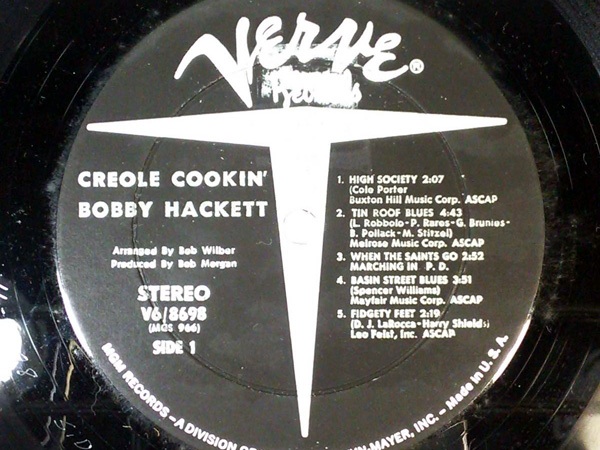 VERVE ®
Records
CREOLE COOKIN'
BOBBY HACKETT
Arranged By Bob Wilber
Produced By Bob Morgan
STEREO
V6/8698
(MGS 966)
SIDE 1
1. HIGH SOCIETY 2:07
(Cole Porter
Buxton Hill Music Corp. ASCAP
2. TIN ROOF BLUES 4:43
(L. Robbolo-P. Rares-G. Brunies-
B. Pollack-M. Stitzel)
Melrose Music Corp. ASCAP
3. WHEN THE SAINTS GO 2:52
MARCHING IN P. D.
4. BASIN STREET BLUES 3:51
(Spencer Williams)
Mayfair Music Corp. ASCAP
5. FIDGETY FEET 2:19
(D. J. LaRocca-Harry Shields)
Leo Feist, Inc. ASCAP
MGM RECORDS-A DIVISION OF MAYER, INC.-Made in U. S. A.